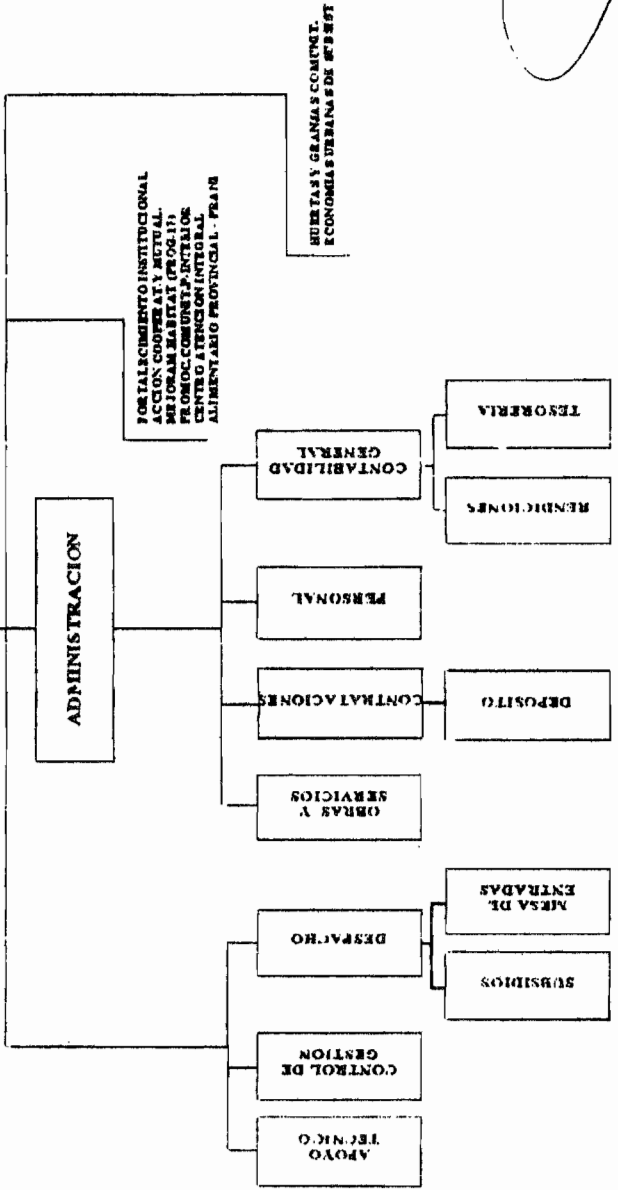 FORTALECIMIENTO INSTITUCIONAL
ACCION COOPERAT. Y MUTUAL.
MEJORAM HABITAT (PROG.17)
PROMOC. COMUNIT. P. INTERIOR
CENTRO ATENCION INTEGRAL
ALIMENTARIO PROVINCIAL - PRANI
HUERTAS Y GRANJAS COMUNIT.
ECONOMIAS URBANAS DE SUBSIST
ADMINISTRACION
APOYO
TECNICO
CONTROL DE
GESTION
DESPACHO
OBRAS Y
SERVICIOS
CONTRATACIONES
PERSONAL
CONTABILIDAD
GENERAL
SUBSIDIOS
MESA DE
ENTRADAS
DEPOSITO
RENDICIONES
TESORERIA